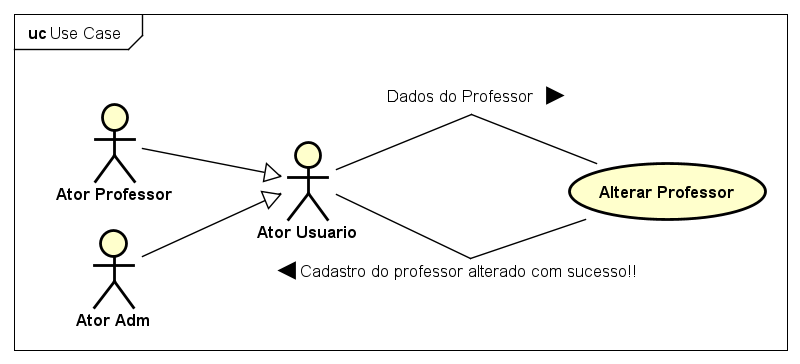 uc Use Case
Dados do Professor
Ator Professor
Alterar Professor
Ator Usuario
Cadastro do professor alterado com sucesso!!
Ator Adm